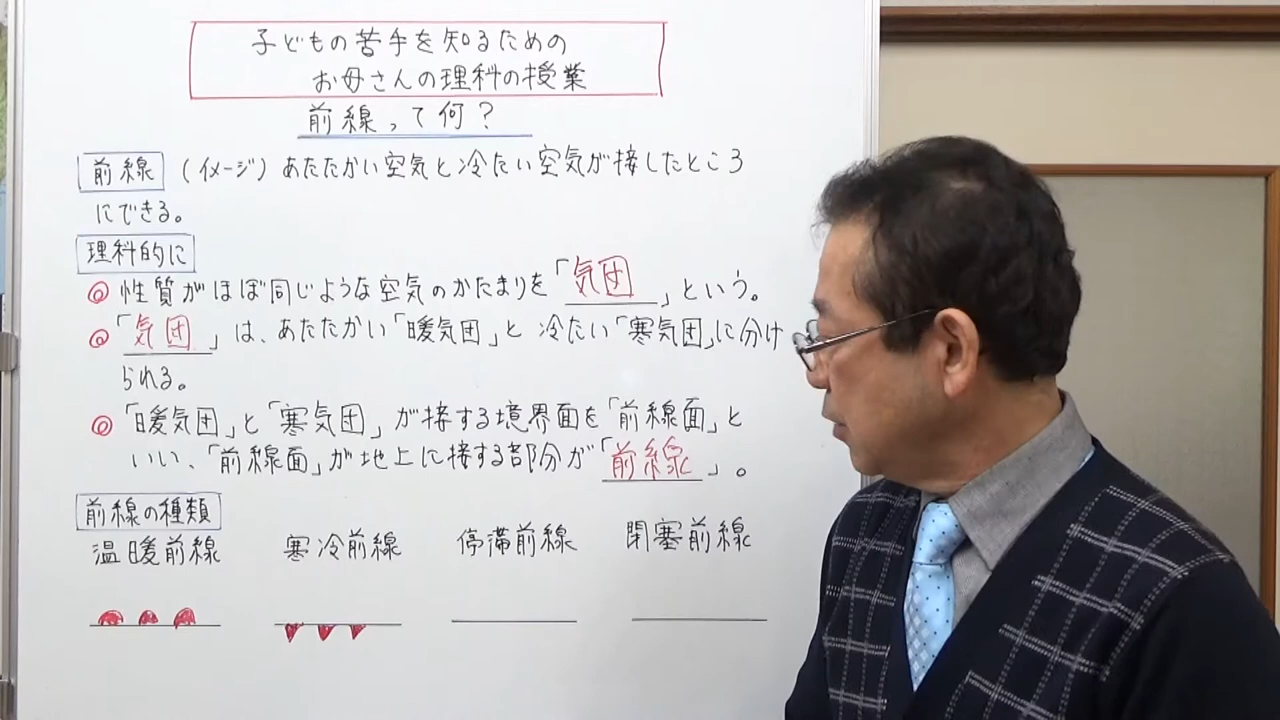 子どもの苦手を知るための
お母さんの理科の授業
前線って何？
前線 (イメージ) あたたかい空気と冷たい空気が接したところ
にできる。
理科的に
◎ 性質がほぼ同じような空気のかたまりを「気団」という。
◎ 「気団」は、あたたかい「暖気団」と冷たい「寒気団」に分け
られる。
◎ 「暖気団」と「寒気団」が接する境界面を「前線面」と
いい、「前線面」が地上に接する部分が「前線」。
前線の種類
温暖前線 寒冷前線 停滞前線 閉塞前線